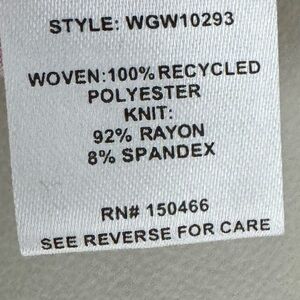 STYLE: WGW10293
WOVEN:100% RECYCLED
POLYESTER
KNIT:
92% RAYON
8% SPANDEX
RN# 150466
SEE REVERSE FOR CARE